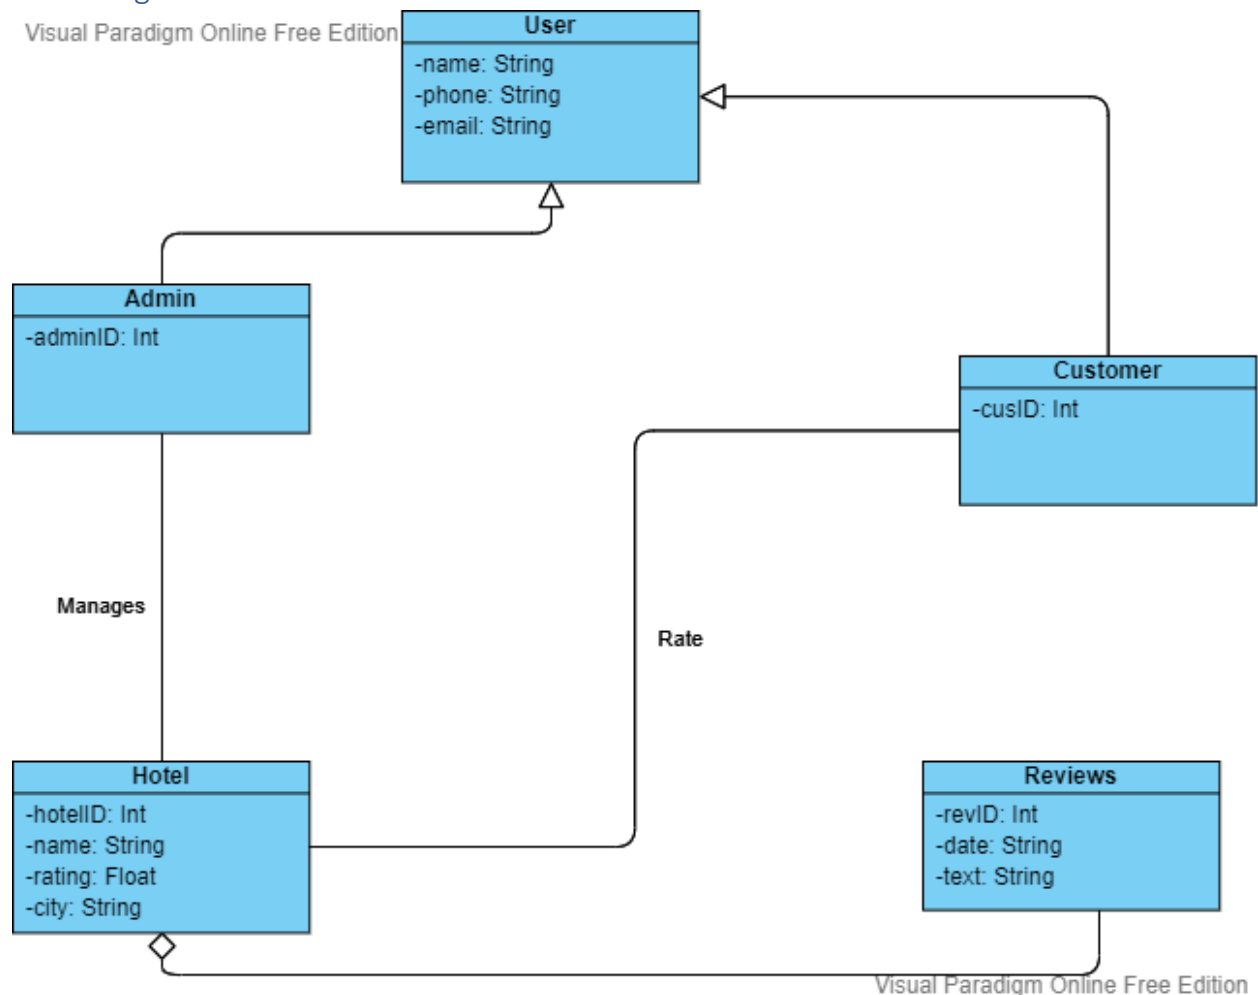 Visual Paradigm Online Free Edition
User
-name: String
-phone: String
-email: String
Admin
-adminID: Int
Customer
-cusID: Int
Manages
Rate
Hotel
-hotelID: Int
-name: String
-rating: Float
-city: String
Reviews
-revID: Int
-date: String
-text: String
Visual Paradigm Online Free Edition